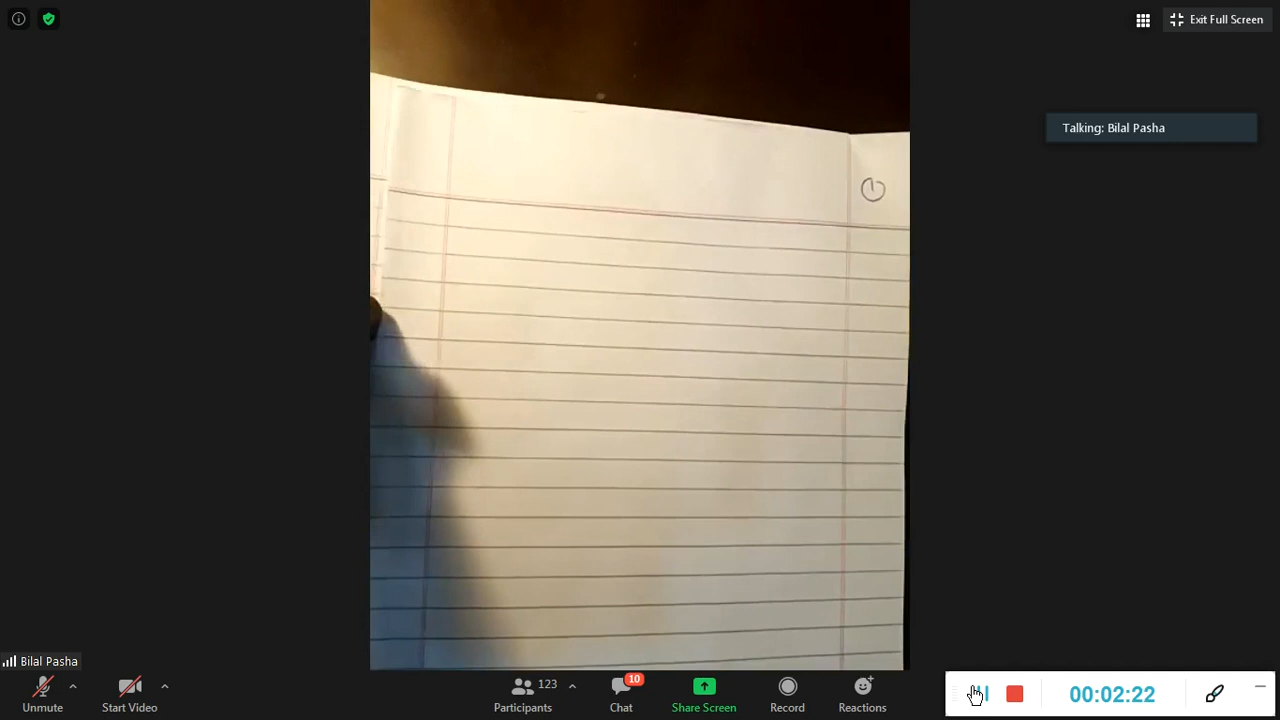 Exit Full Screen
Talking: Bilal Pasha
Bilal Pasha
Unmute
Start Video
Participants
123
Chat
10
Share Screen
Record
Reactions
00:02:22